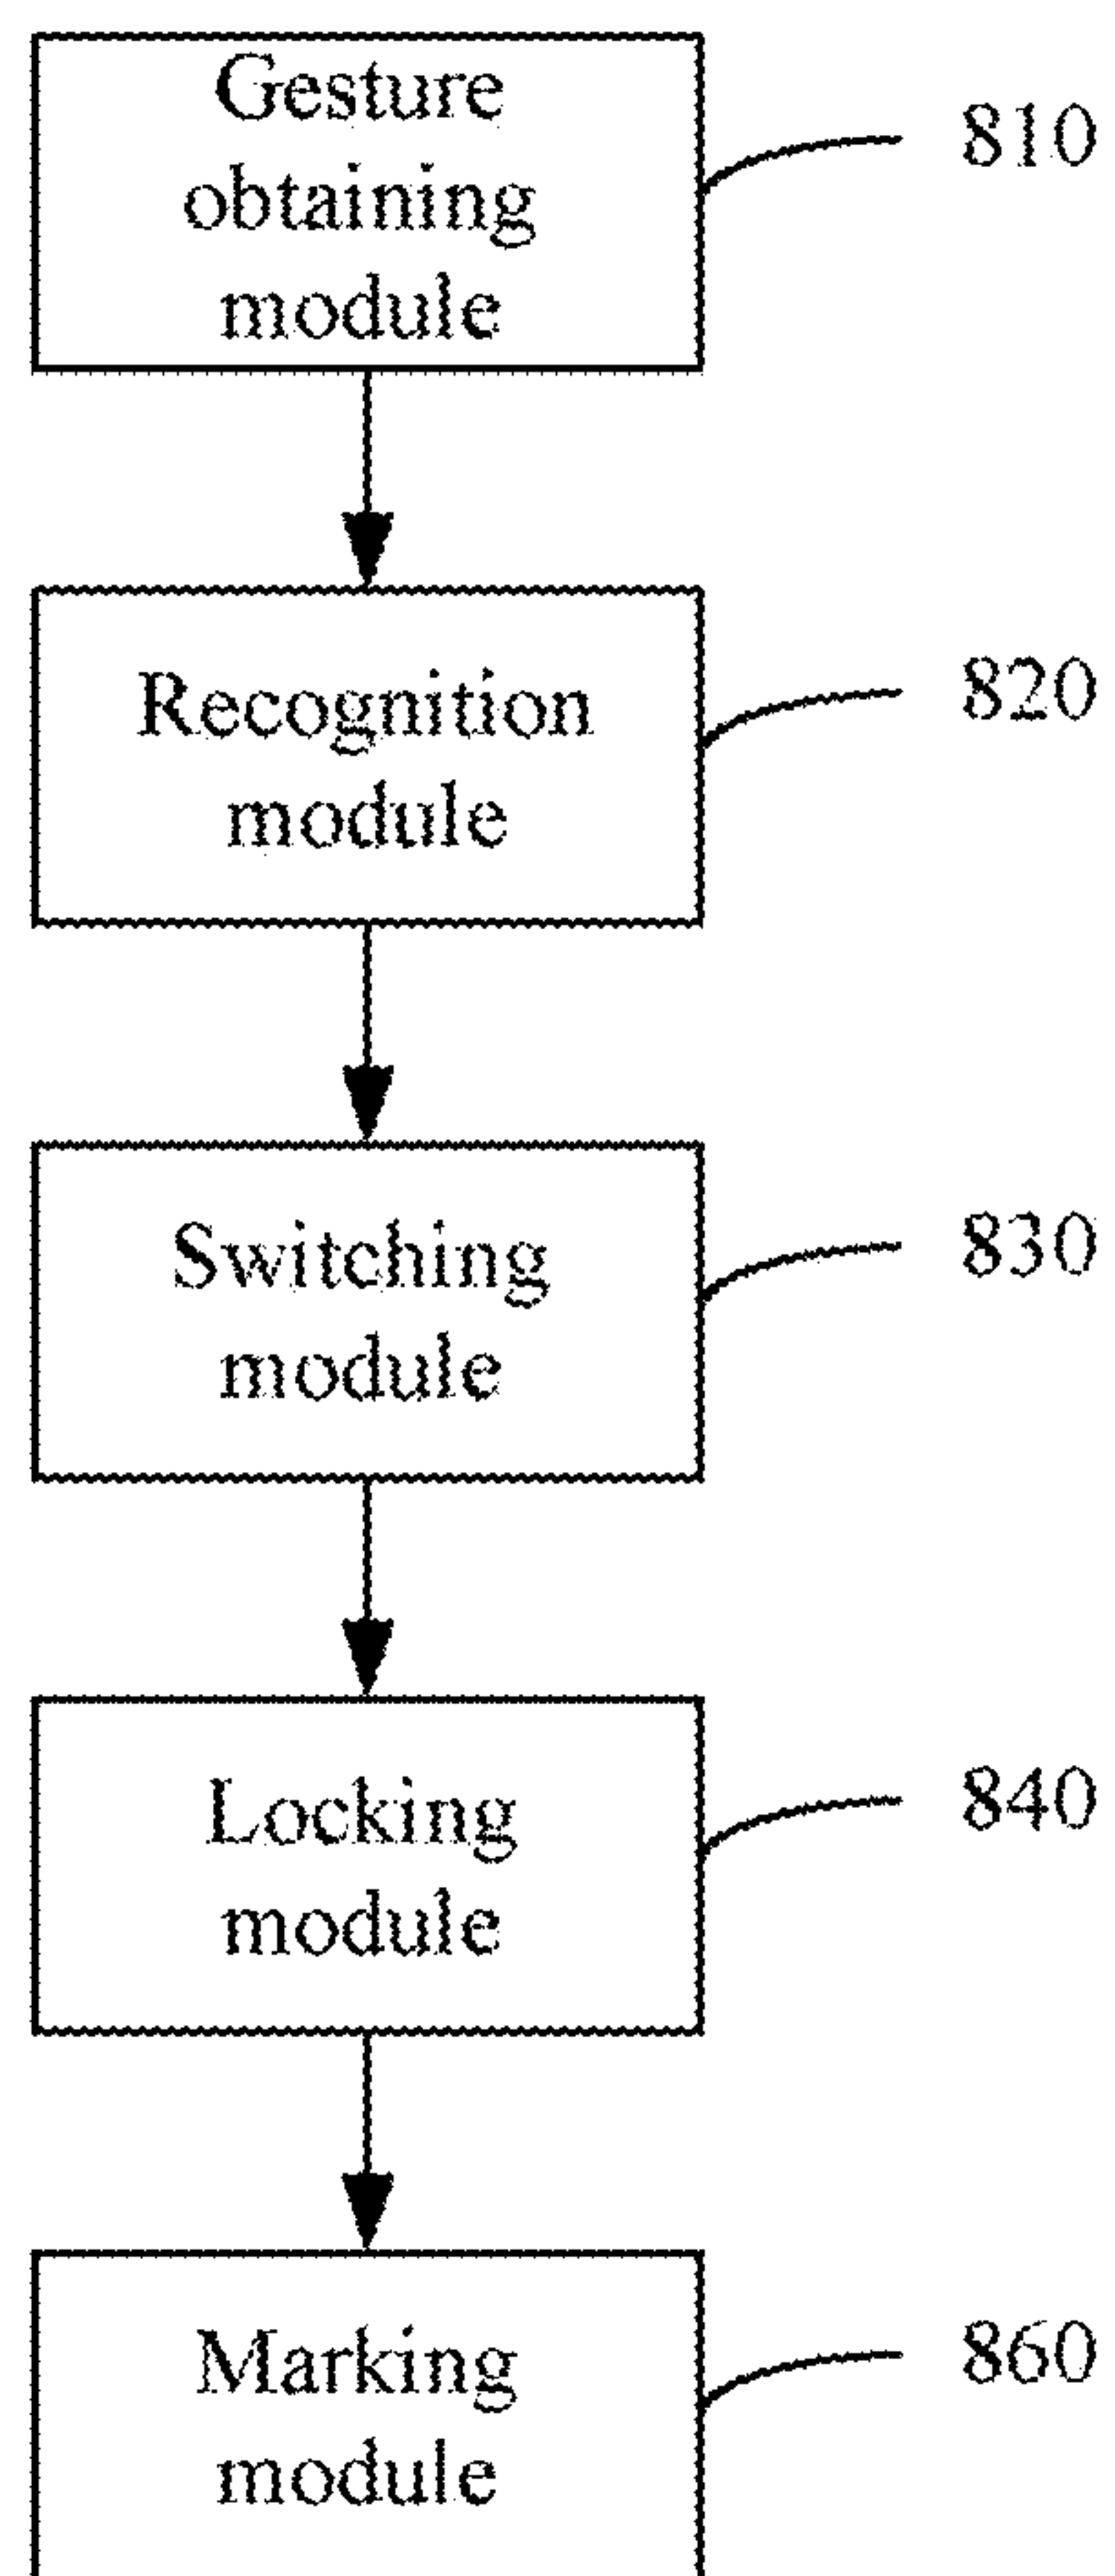 Gesture
obtaining
module
810
Recognition
module
820
Switching
module
830
Locking
module
840
Marking
module
860